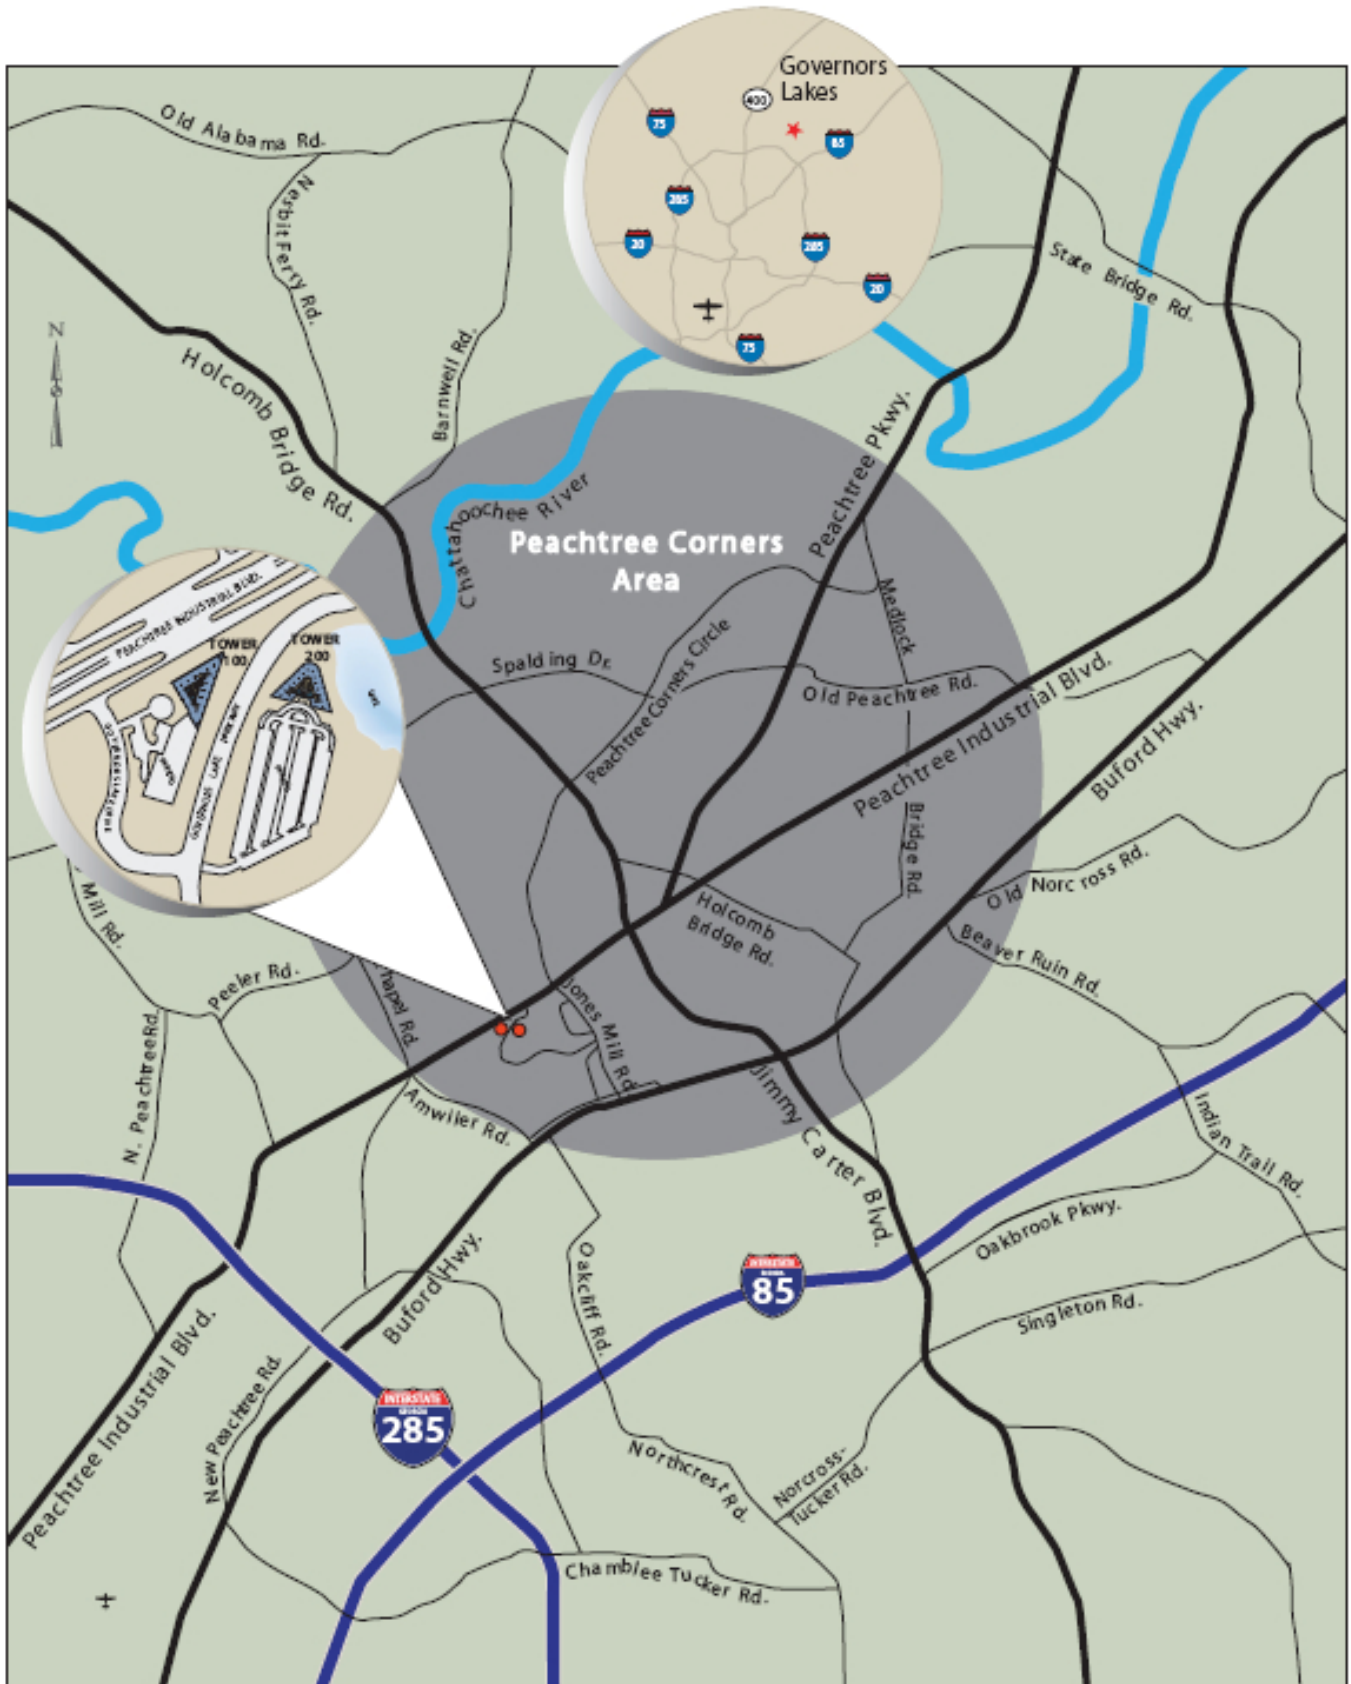 Governors
Lakes
400
75
85
285
20
285
20
75
Old Alabama Rd.
Nesbit Ferry Rd.
Barnwell Rd.
State Bridge Rd.
N
Holcomb Bridge Rd.
Peachtree Pkwy.
Chattahoochee River
Peachtree Corners
Area
PEACHTREE INDUSTRIAL BLVD.
TOWER
100
TOWER
200
LAKE
Medlock
Spalding Dr.
Peachtree Corners Circle
Old Peachtree Rd.
Peachtree Industrial Blvd.
Buford Hwy.
Bridge Rd.
Old Norcross Rd.
Holcomb
Bridge Rd.
Beaver Ruin Rd.
Mill Rd.
Peeler Rd.
hapel Rd.
Jones Mill Rd.
N. Peachtree Rd.
Amwiler Rd.
Jimmy Carter Blvd.
Indian Trail Rd.
Oakbrook Pkwy.
Buford Hwy.
Oakcliff Rd.
INTERSTATE
85
Singleton Rd.
Peachtree Industrial Blvd.
New Peachtree Rd.
INTERSTATE
285
Northcrest Rd.
Norcross-
Tucker Rd.
Chamblee Tucker Rd.